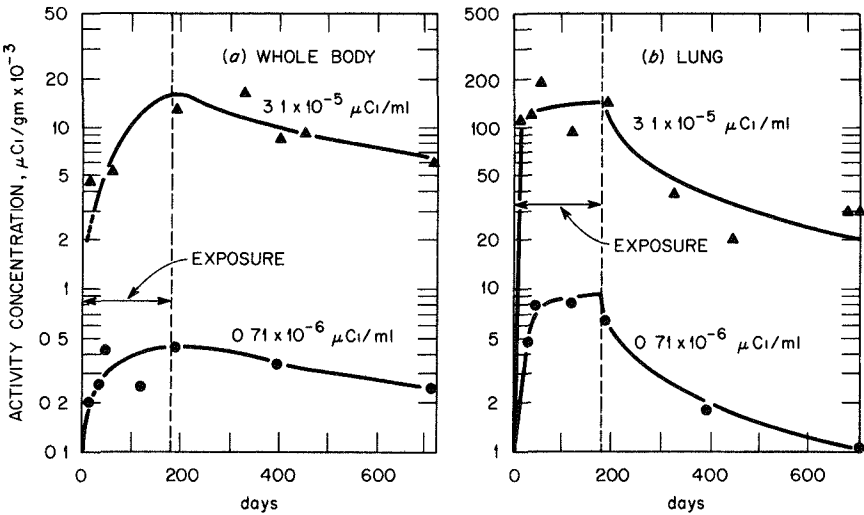 ACTIVITY CONCENTRATION, μCi/gm x 10⁻³
50
20
10
5
2
1
0 5
0 2
0 1
(a) WHOLE BODY
3 1 x 10⁻⁵ μCi/ml
EXPOSURE
0 71 x 10⁻⁶ μCi/ml
0 200 400 600
days
500
200
100
50
20
10
5
2
1
(b) LUNG
3 1 x 10⁻⁵ μCi/ml
EXPOSURE
0 71 x 10⁻⁶ μCi/ml
0 200 400 600
days